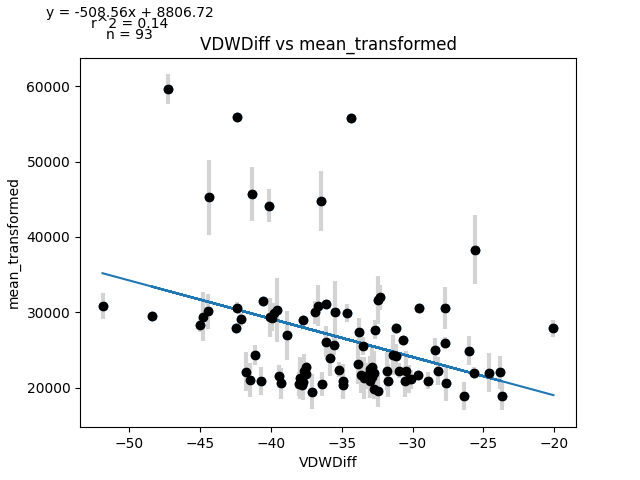 y = -508.56x + 8806.72
r^2 = 0.14
n = 93
VDWDiff vs mean_transformed
60000
50000
40000
30000
20000
mean_transformed
−50 −45 −40 −35 −30 −25 −20
VDWDiff